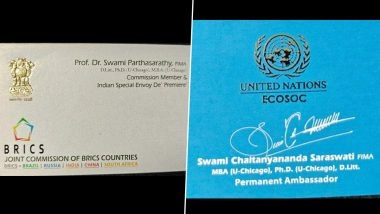 Prof. Dr. Swami Parthasarathy, FIMA
D.Litt, Ph.D. (U-Chicago), MBA (U-Chicago)
Commission Member &
Indian Special Envoy De' Premiere
BRICS
JOINT COMMISSION OF BRICS COUNTRIES
BRICS • BRAZIL | RUSSIA | INDIA | CHINA | SOUTH AFRICA
UNITED NATIONS
ECOSOC
Swami Chaitanyananda Saraswati FIMA
MBA (U-Chicago), Ph.D. (U-Chicago), D.Litt.
Permanent Ambassador